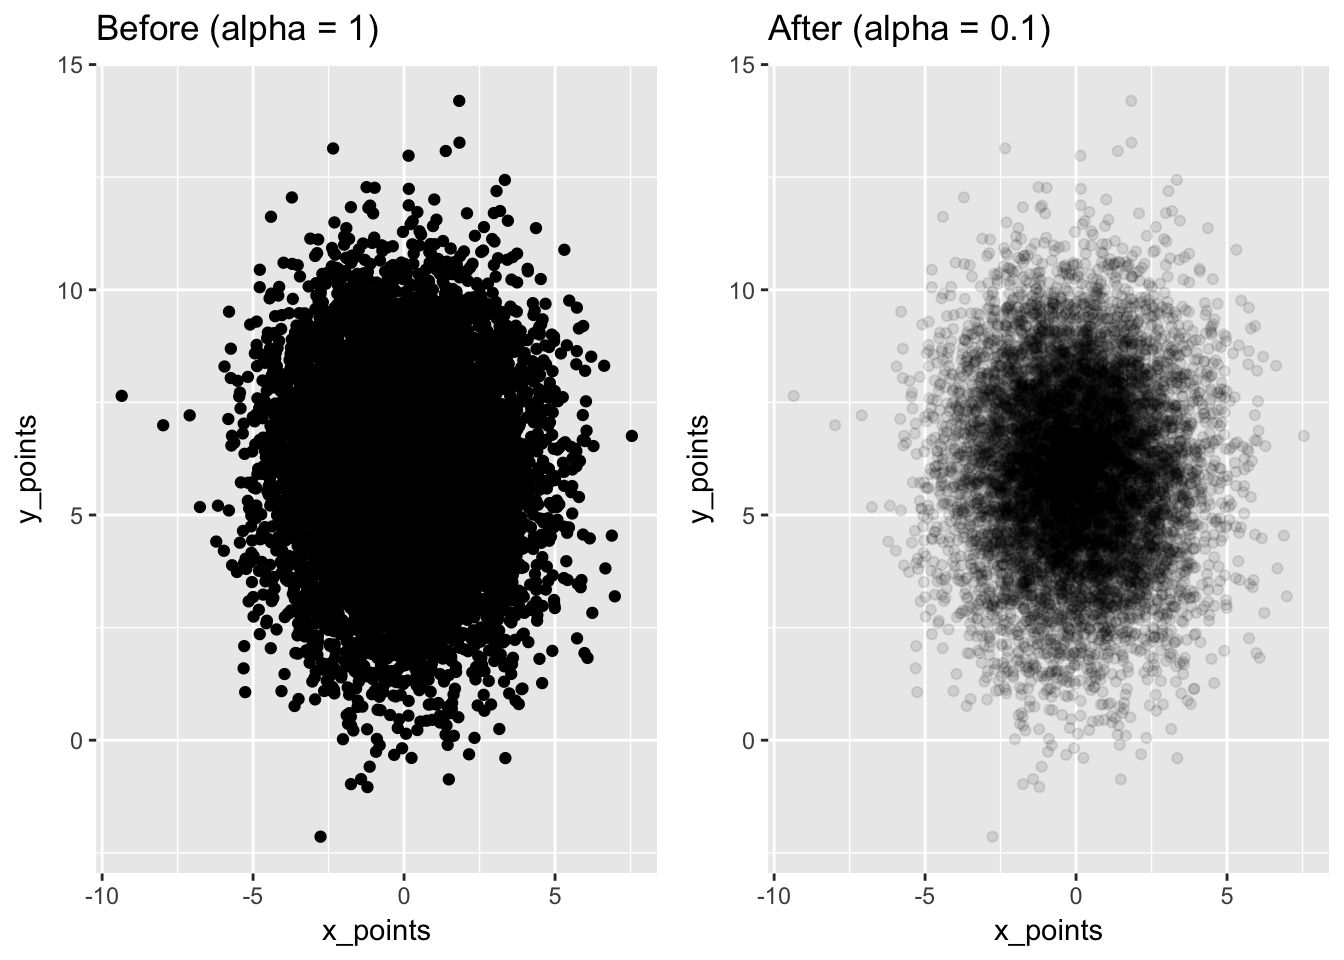 Before (alpha = 1)
15
10
5
0
y_points
-10
-5
0
5
x_points
After (alpha = 0.1)
15
10
5
0
y_points
-10
-5
0
5
x_points